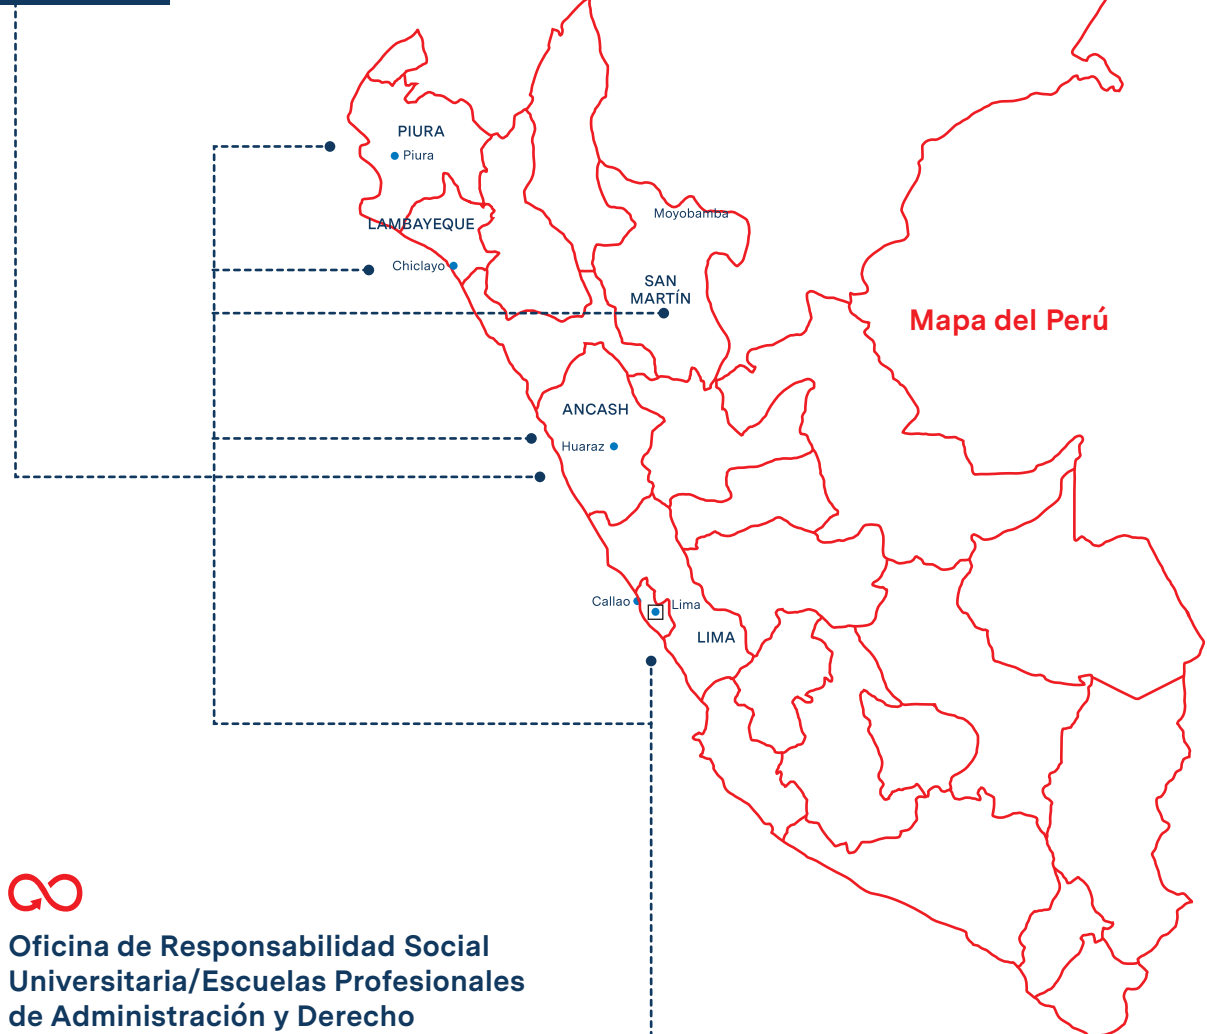 PIURA
Piura
LAMBAYEQUE
Moyobamba
Chiclayo
SAN
MARTÍN
Mapa del Perú
ANCASH
Huaraz
Callao
Lima
LIMA
Oficina de Responsabilidad Social
Universitaria/Escuelas Profesionales
de Administración y Derecho